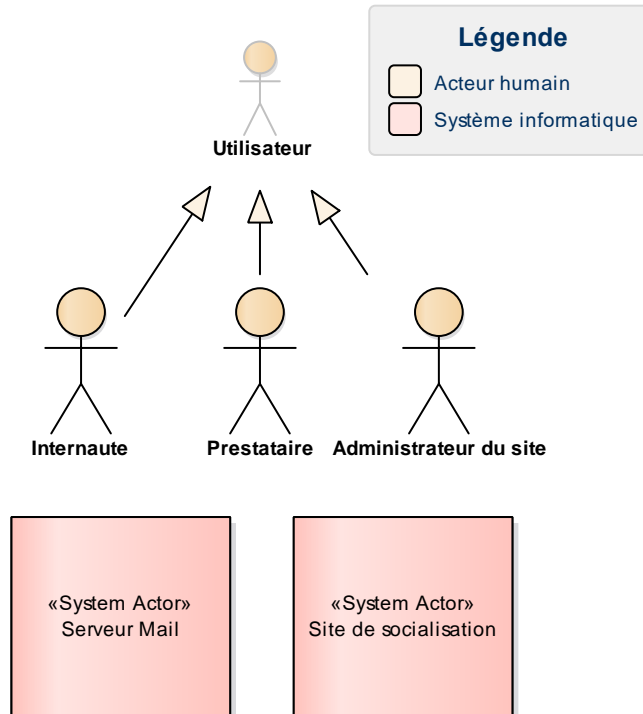 Légende
Acteur humain
Système informatique
Utilisateur
Internaute
Prestataire
Administrateur du site
«System Actor»
Serveur Mail
«System Actor»
Site de socialisation